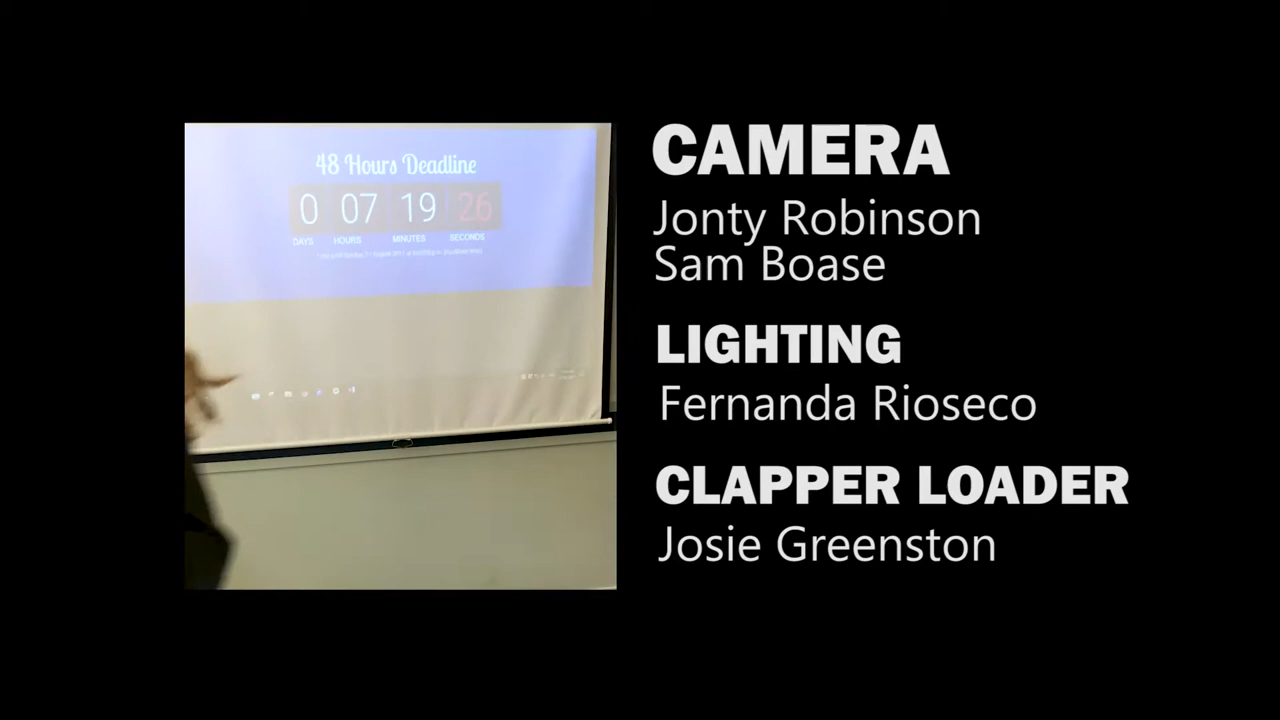 48 Hours Deadline
0 07 19 26
DAYS HOURS MINUTES SECONDS
CAMERA
Jonty Robinson
Sam Boase
LIGHTING
Fernanda Rioseco
CLAPPER LOADER
Josie Greenston